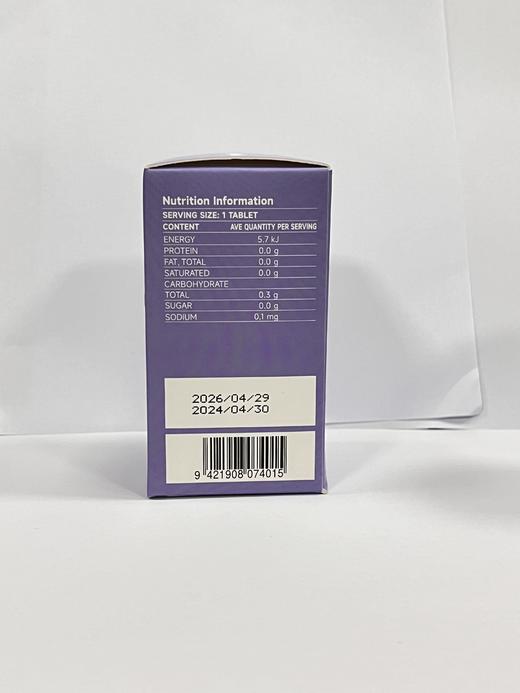 Nutrition Information
SERVING SIZE: 1 TABLET
CONTENT AVE QUANTITY PER SERVING
ENERGY 5.7 kJ
PROTEIN 0.0 g
FAT, TOTAL 0.0 g
SATURATED 0.0 g
CARBOHYDRATE
TOTAL 0.3 g
SUGAR 0.0 g
SODIUM 0.1 mg
2026/04/29
2024/04/30
9 421908 074015